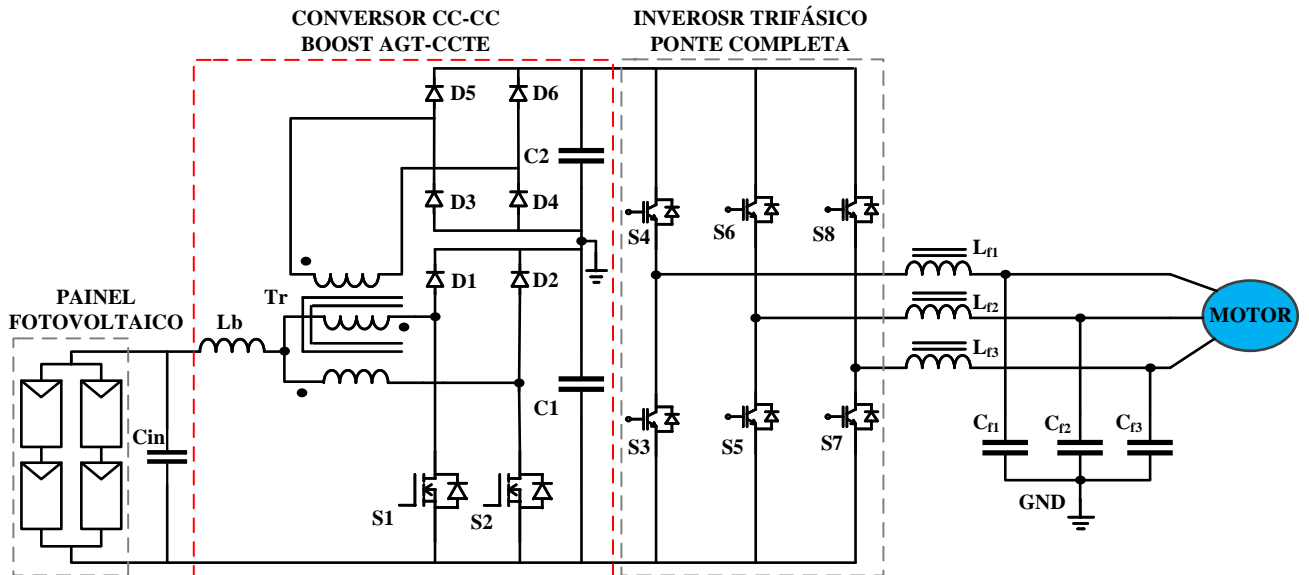 CONVERSOR CC-CC
BOOST AGT-CCTE
INVEROSR TRIFÁSICO
PONTE COMPLETA
D5
D6
C2
D3
D4
S4
S6
S8
Lf1
D1
D2
PAINEL
FOTOVOLTAICO
Tr
Lb
Lf2
MOTOR
Lf3
C1
Cin
S3
S5
S7
Cf1
Cf2
Cf3
S1
S2
GND